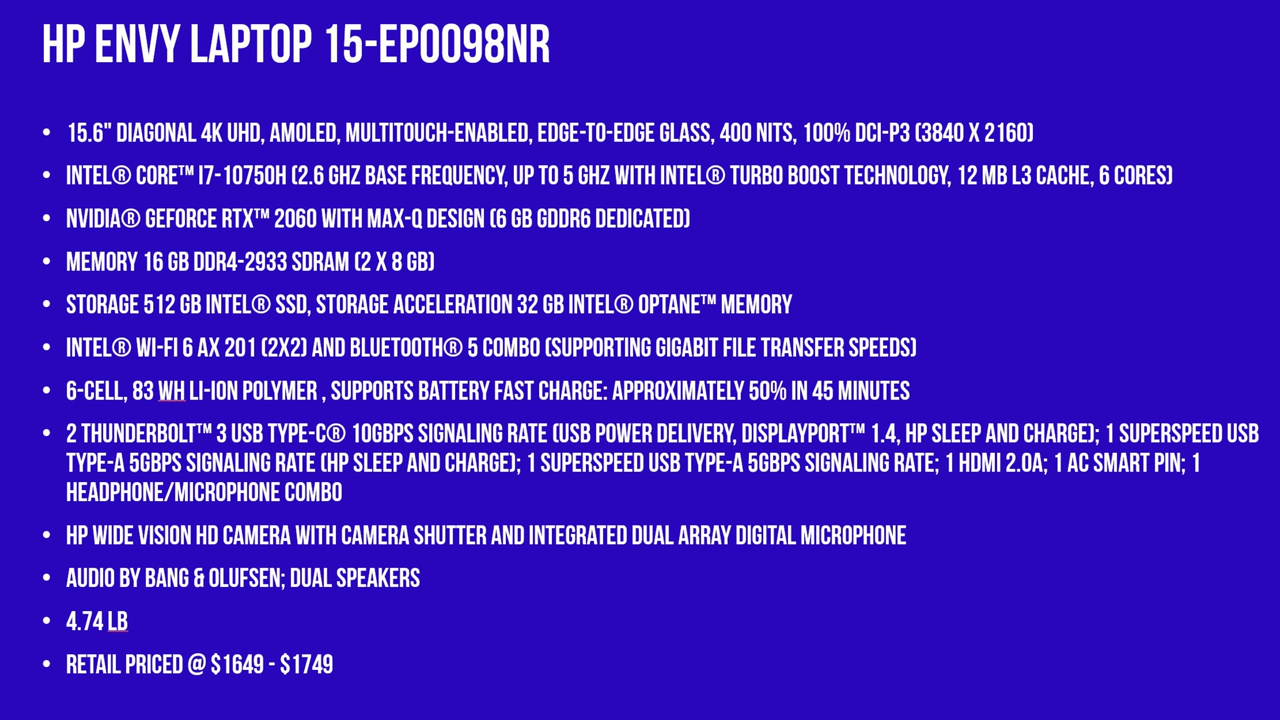 HP ENVY LAPTOP 15-EP0098NR
• 15.6" DIAGONAL 4K UHD, AMOLED, MULTITOUCH-ENABLED, EDGE-TO-EDGE GLASS, 400 NITS, 100% DCI-P3 (3840 X 2160)
• INTEL® CORE™ I7-10750H (2.6 GHZ BASE FREQUENCY, UP TO 5 GHZ WITH INTEL® TURBO BOOST TECHNOLOGY, 12 MB L3 CACHE, 6 CORES)
• NVIDIA® GEFORCE RTX™ 2060 WITH MAX-Q DESIGN (6 GB GDDR6 DEDICATED)
• MEMORY 16 GB DDR4-2933 SDRAM (2 X 8 GB)
• STORAGE 512 GB INTEL® SSD, STORAGE ACCELERATION 32 GB INTEL® OPTANE™ MEMORY
• INTEL® WI-FI 6 AX 201 (2X2) AND BLUETOOTH® 5 COMBO (SUPPORTING GIGABIT FILE TRANSFER SPEEDS)
• 6-CELL, 83 WH LI-ION POLYMER , SUPPORTS BATTERY FAST CHARGE: APPROXIMATELY 50% IN 45 MINUTES
• 2 THUNDERBOLT™ 3 USB TYPE-C® 10GBPS SIGNALING RATE (USB POWER DELIVERY, DISPLAYPORT™ 1.4, HP SLEEP AND CHARGE); 1 SUPERSPEED USB
TYPE-A 5GBPS SIGNALING RATE (HP SLEEP AND CHARGE); 1 SUPERSPEED USB TYPE-A 5GBPS SIGNALING RATE; 1 HDMI 2.0A; 1 AC SMART PIN; 1
HEADPHONE/MICROPHONE COMBO
• HP WIDE VISION HD CAMERA WITH CAMERA SHUTTER AND INTEGRATED DUAL ARRAY DIGITAL MICROPHONE
• AUDIO BY BANG & OLUFSEN; DUAL SPEAKERS
• 4.74 LB
• RETAIL PRICED @ $1649 - $1749